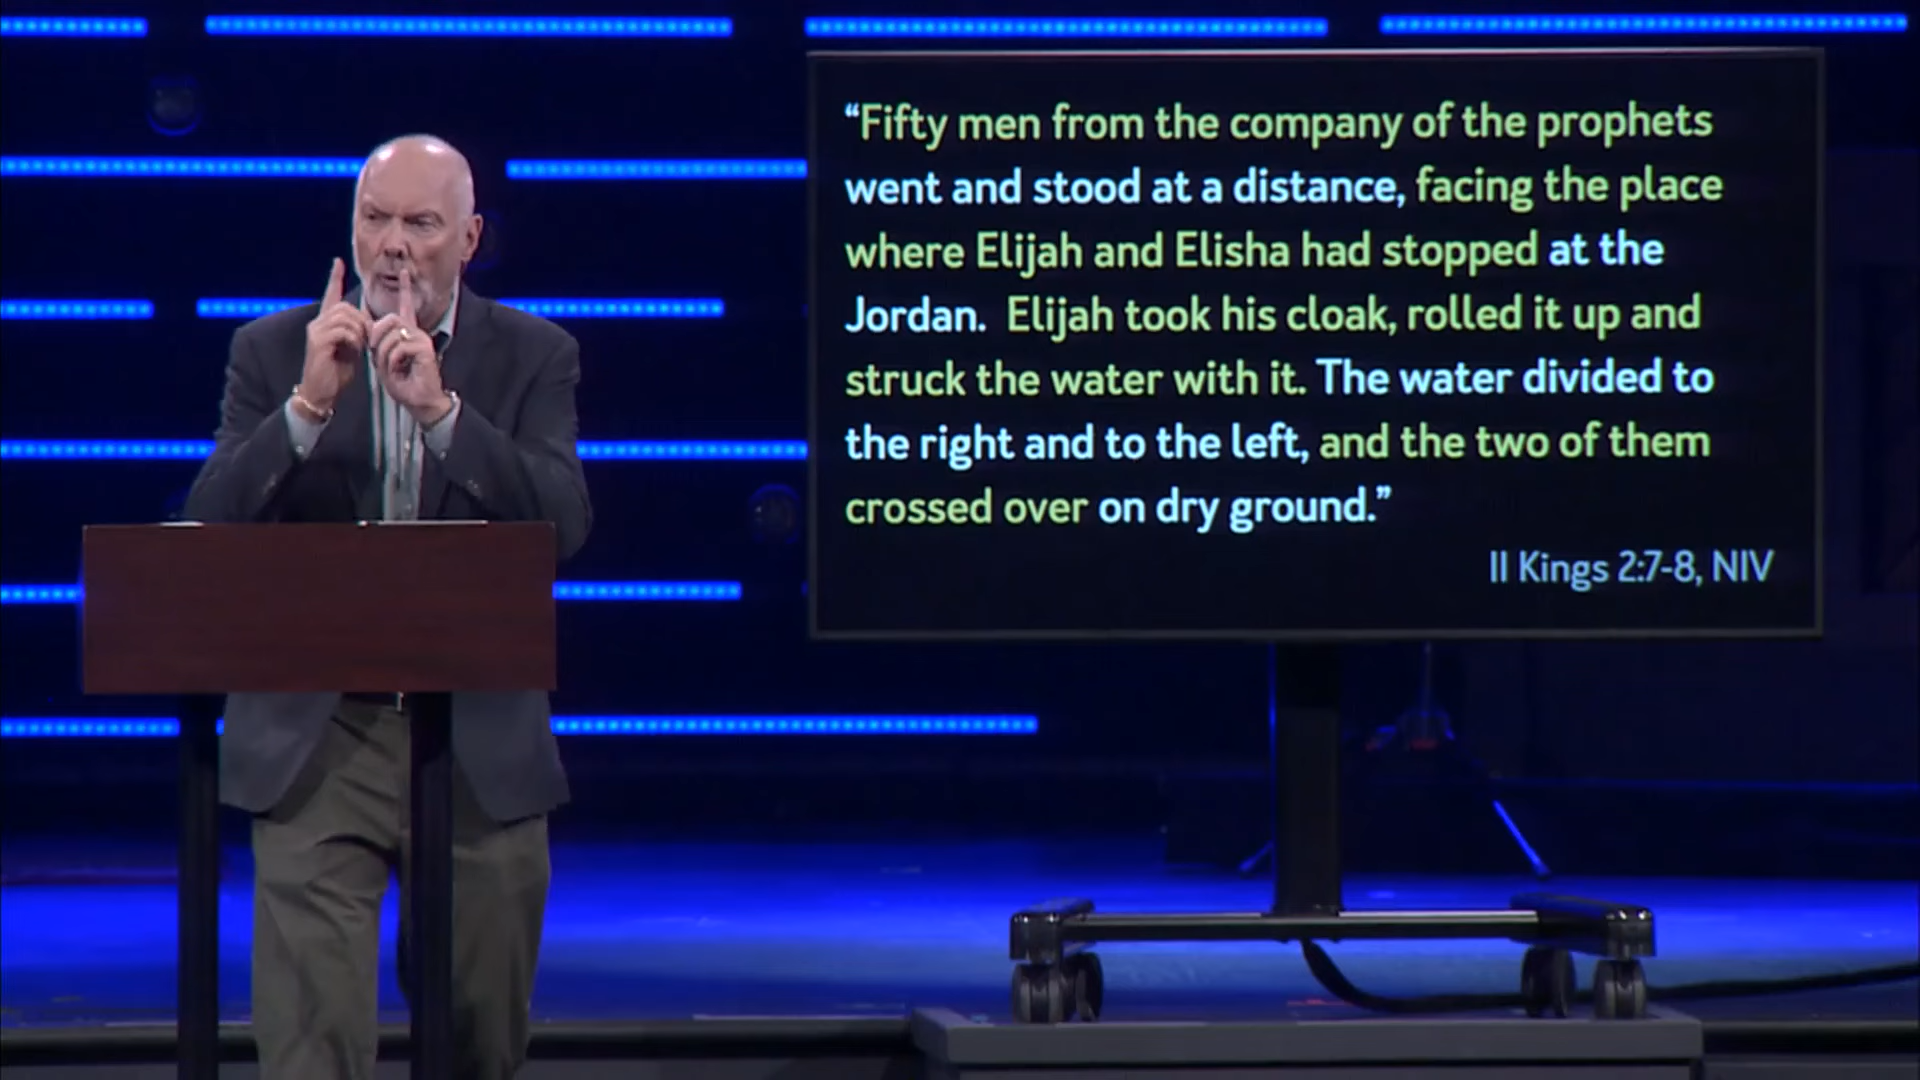 “Fifty men from the company of the prophets
went and stood at a distance, facing the place
where Elijah and Elisha had stopped at the
Jordan. Elijah took his cloak, rolled it up and
struck the water with it. The water divided to
the right and to the left, and the two of them
crossed over on dry ground.”
II Kings 2:7-8, NIV